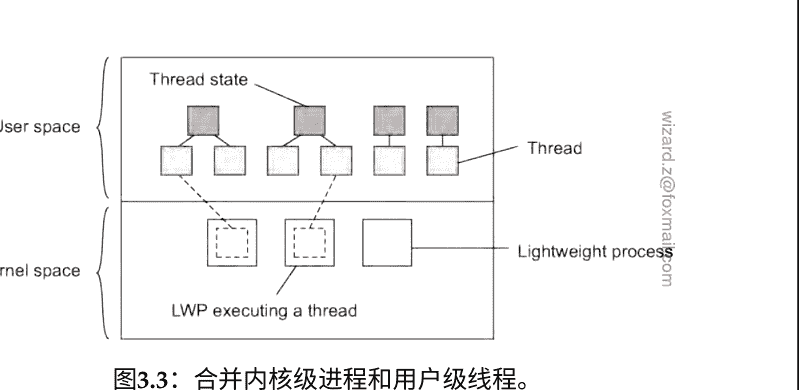 Thread state
User space
Thread
Lightweight process
rnel space
LWP executing a thread
wizard.z@foxmail.com
图3.3：合并内核级进程和用户级线程。